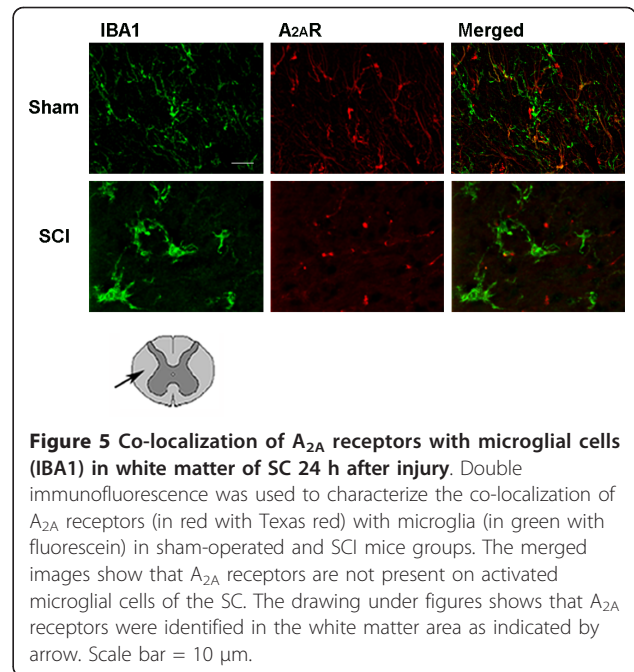 IBA1 A2AR Merged
Sham
SCI
Figure 5 Co-localization of A2A receptors with microglial cells
(IBA1) in white matter of SC 24 h after injury. Double
immunofluorescence was used to characterize the co-localization of
A2A receptors (in red with Texas red) with microglia (in green with
fluorescein) in sham-operated and SCI mice groups. The merged
images show that A2A receptors are not present on activated
microglial cells of the SC. The drawing under figures shows that A2A
receptors were identified in the white matter area as indicated by
arrow. Scale bar = 10 μm.